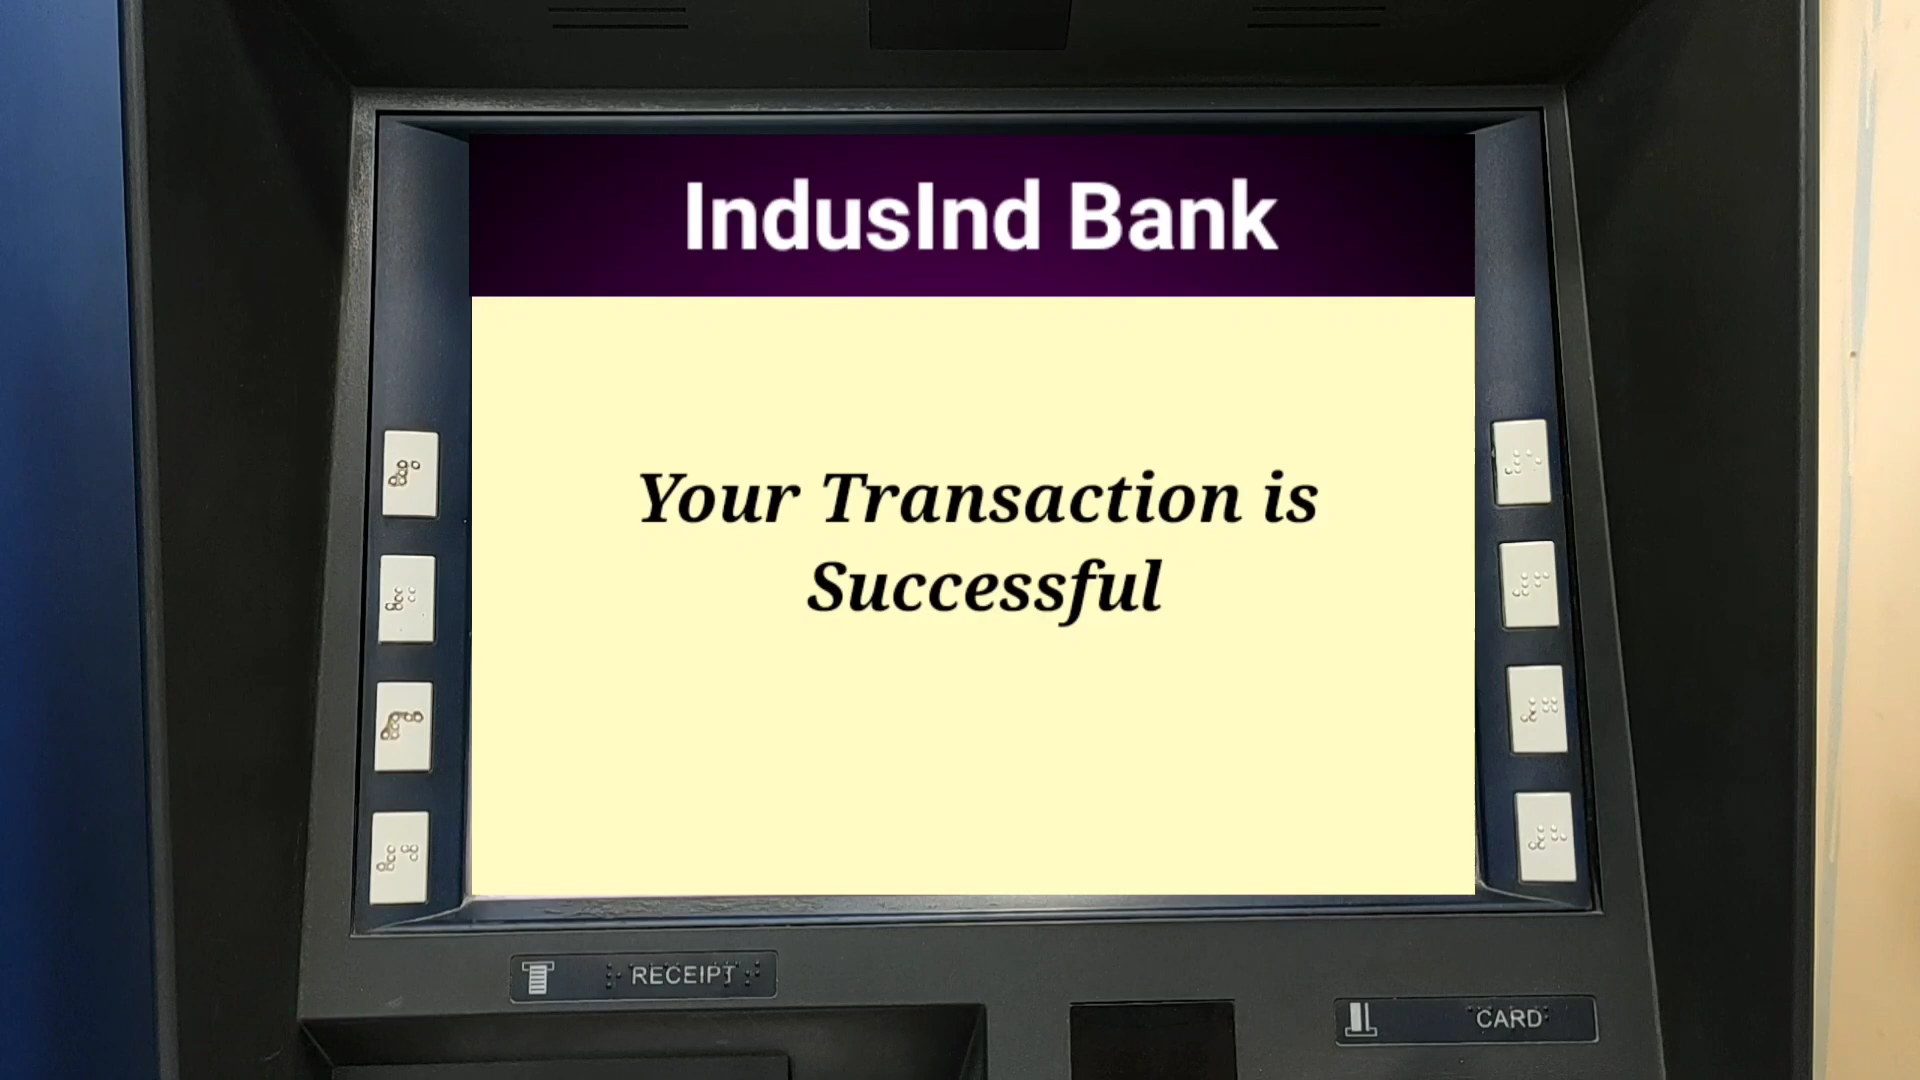 IndusInd Bank
Your Transaction is
Successful
RECEIPT
CARD